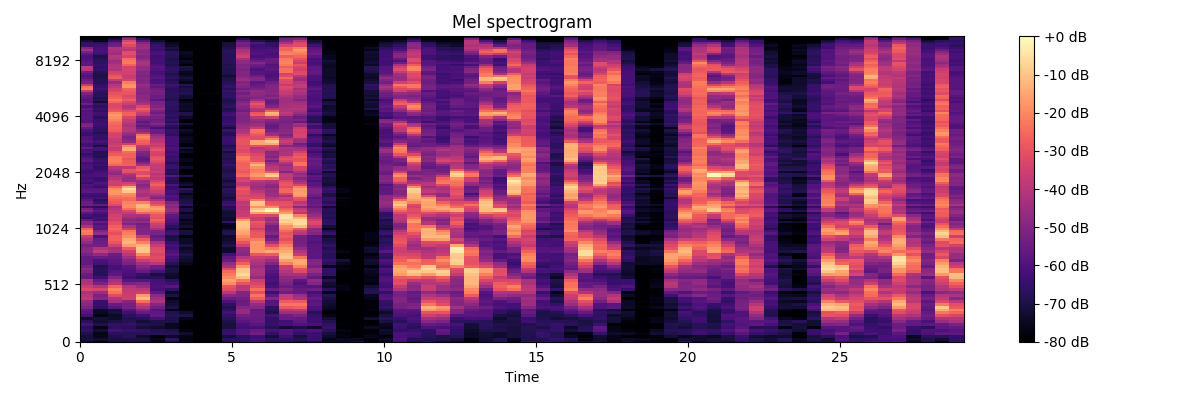 Mel spectrogram
8192
4096
2048
1024
512
0
Hz
0 5 10 15 20 25
Time
+0 dB
-10 dB
-20 dB
-30 dB
-40 dB
-50 dB
-60 dB
-70 dB
-80 dB